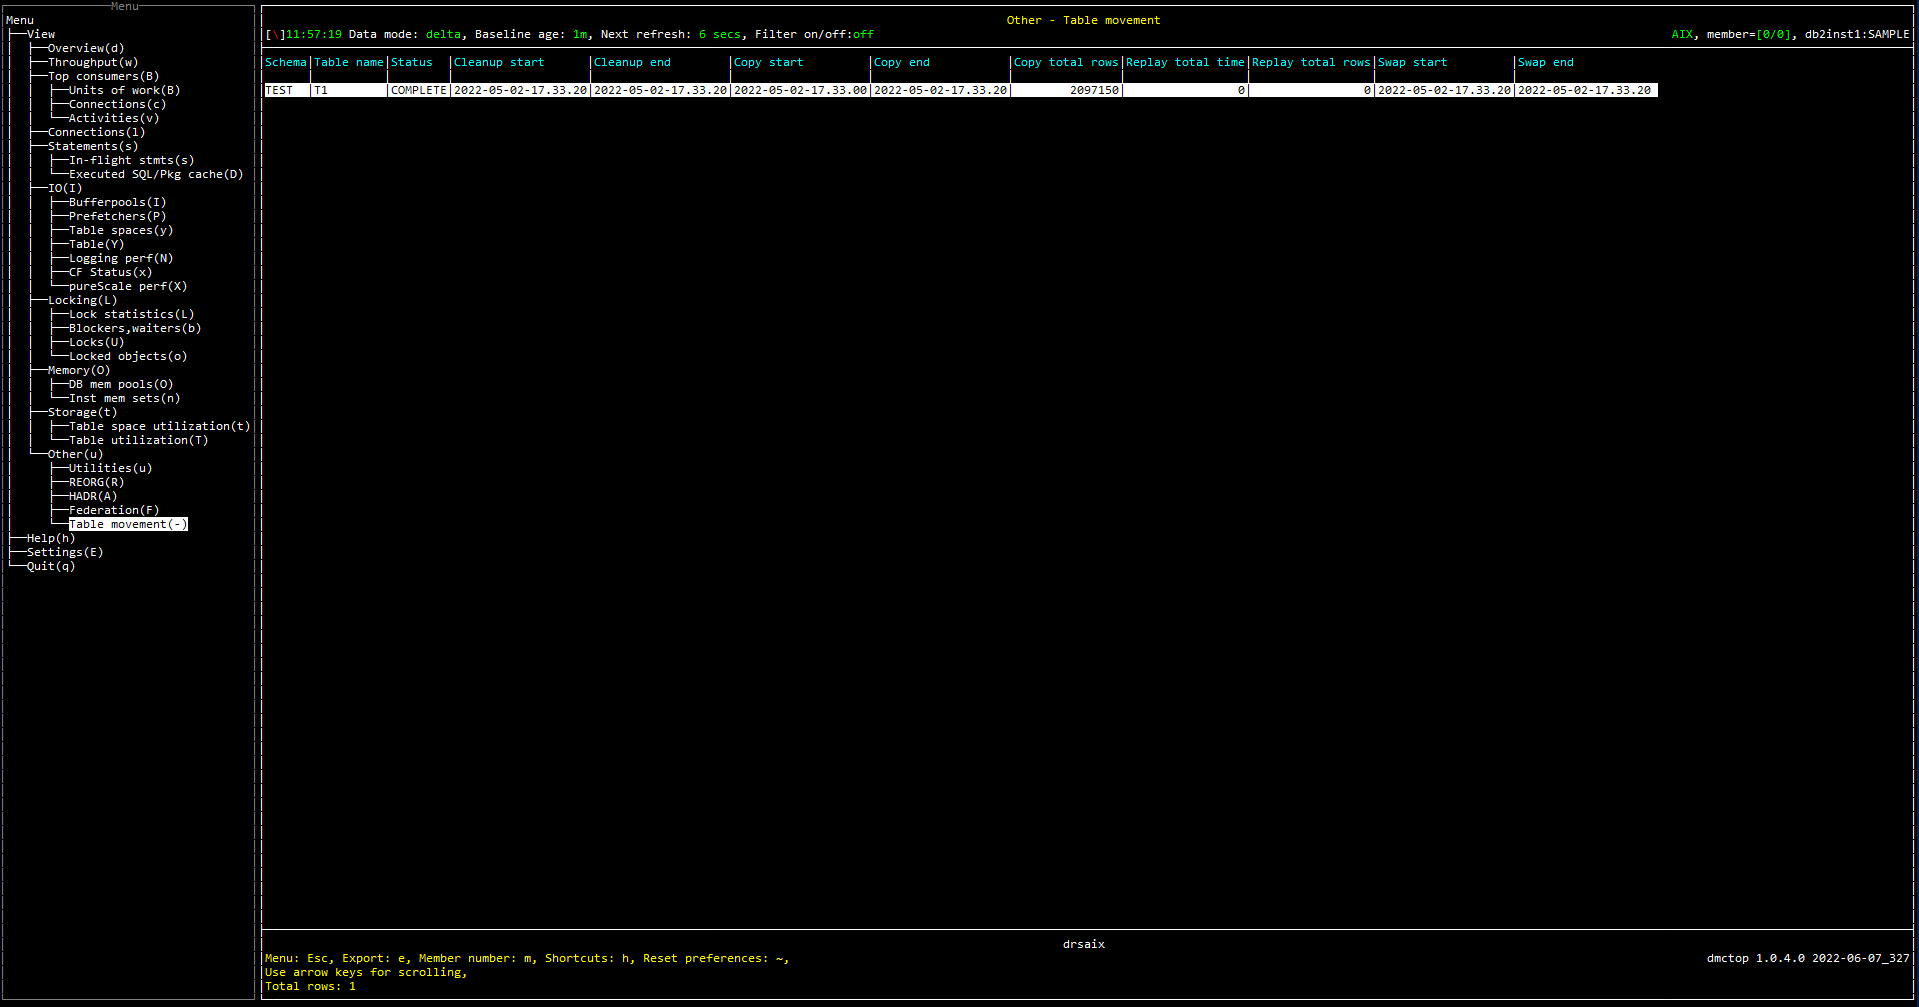 Menu
Menu
View
Overview(d)
Throughput(w)
Top consumers(B)
Units of work(B)
Connections(c)
Activities(v)
Connections(l)
Statements(s)
In-flight stmts(s)
Executed SQL/Pkg cache(D)
IO(I)
Bufferpools(I)
Prefetchers(P)
Table spaces(y)
Table(Y)
Logging perf(N)
CF Status(x)
pureScale perf(X)
Locking(L)
Lock statistics(L)
Blockers,waiters(b)
Locks(U)
Locked objects(o)
Memory(O)
DB mem pools(O)
Inst mem sets(n)
Storage(t)
Table space utilization(t)
Table utilization(T)
Other(u)
Utilities(u)
REORG(R)
HADR(A)
Federation(F)
Table movement(-)
Help(h)
Settings(E)
Quit(q)
Other - Table movement
[\]11:57:19 Data mode: delta, Baseline age: 1m, Next refresh: 6 secs, Filter on/off:off AIX, member=[0/0], db2inst1:SAMPLE
Schema|Table name|Status |Cleanup start |Cleanup end |Copy start |Copy end |Copy total rows|Replay total time|Replay total rows|Swap start |Swap end
TEST |T1 |COMPLETE|2022-05-02-17.33.20|2022-05-02-17.33.20|2022-05-02-17.33.00|2022-05-02-17.33.20| 2097150| 0| 0|2022-05-02-17.33.20|2022-05-02-17.33.20
drsaix
Menu: Esc, Export: e, Member number: m, Shortcuts: h, Reset preferences: ~, dmctop 1.0.4.0 2022-06-07_327
Use arrow keys for scrolling,
Total rows: 1